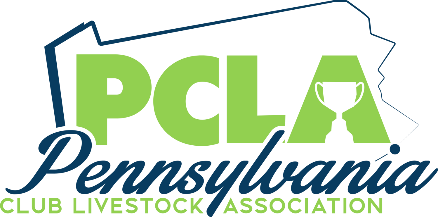 PCLA
Pennsylvania
CLUB LIVESTOCK ASSOCIATION